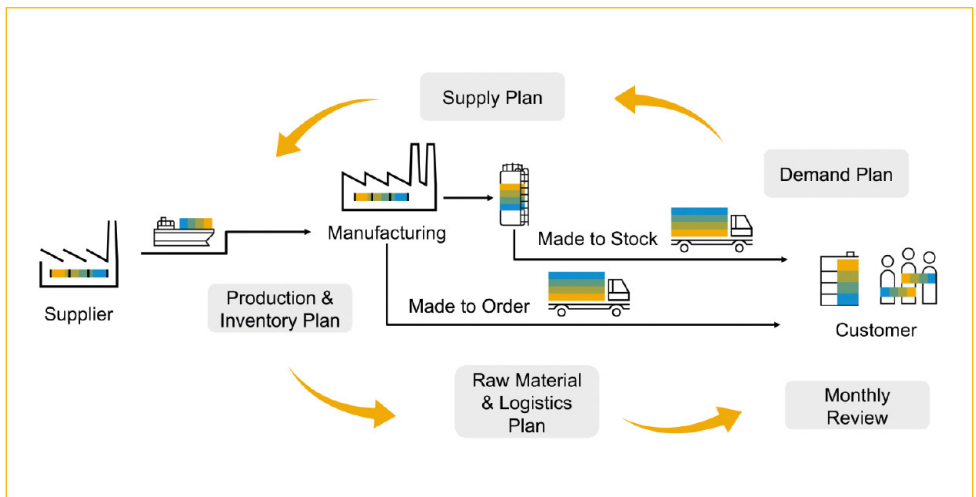 Supply Plan
Demand Plan
Manufacturing
Made to Stock
Supplier
Production &
Inventory Plan
Made to Order
Customer
Raw Material
& Logistics
Plan
Monthly
Review